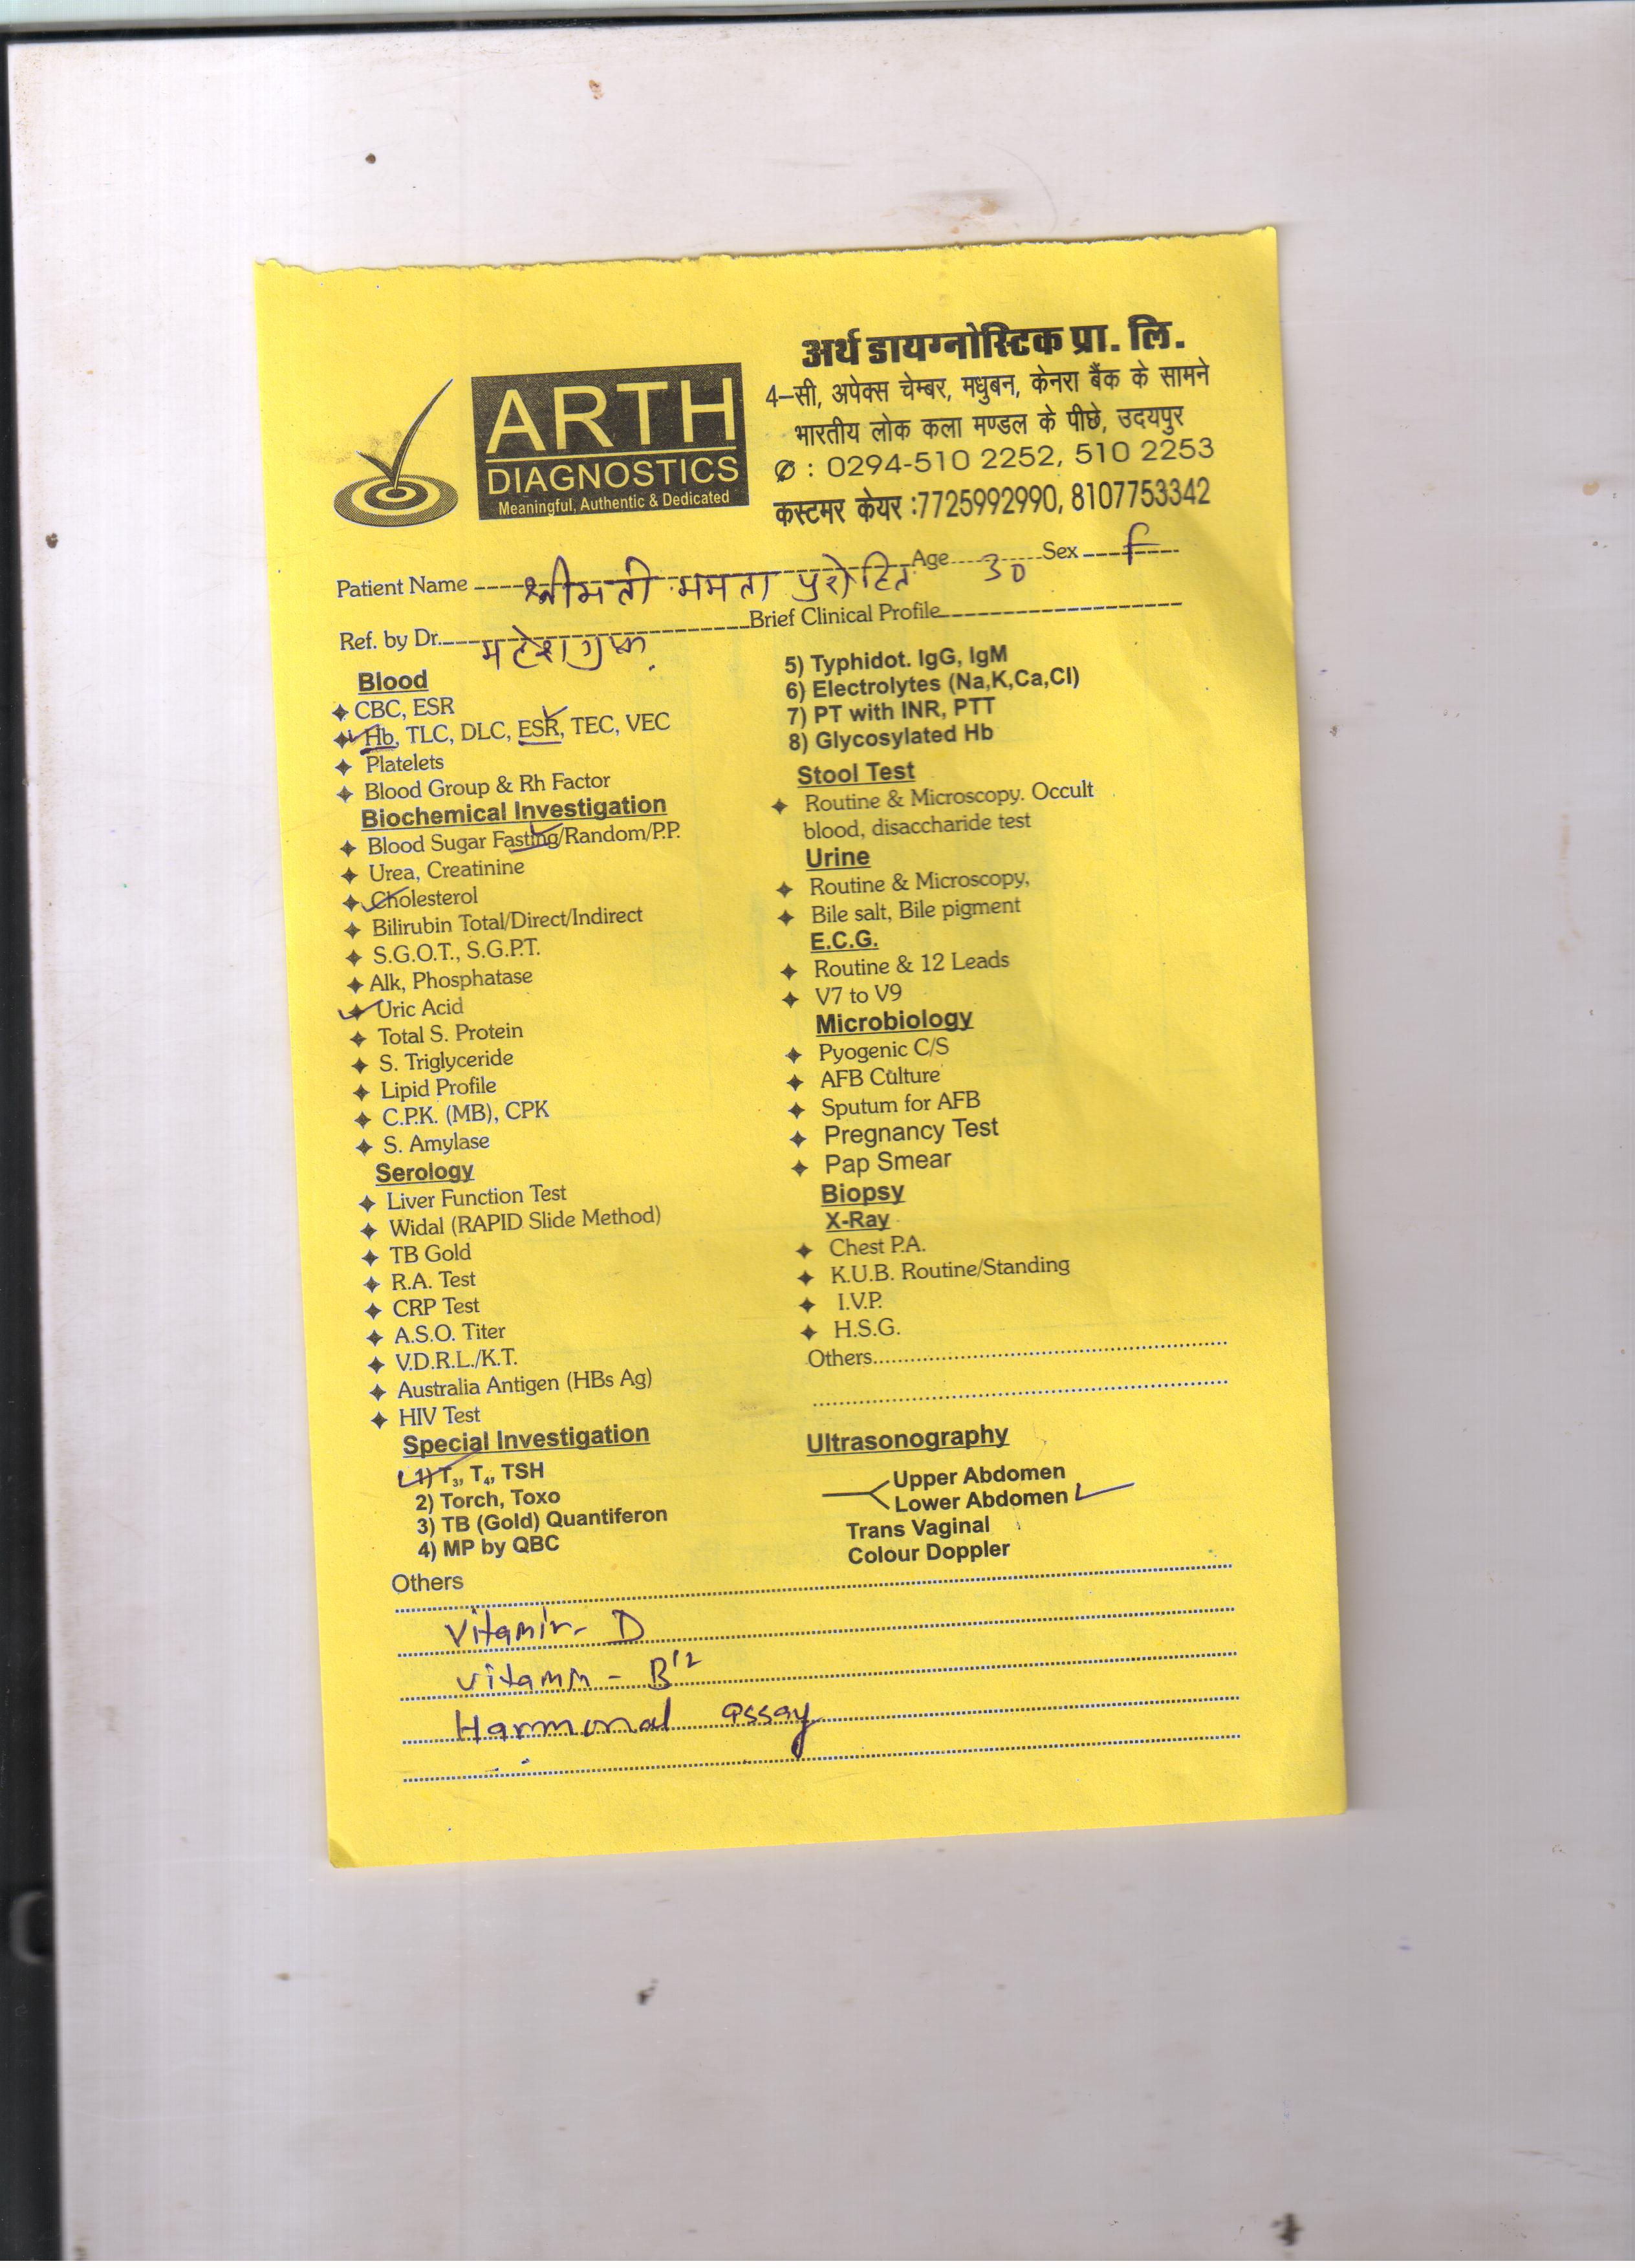 अर्थ डायग्नोस्टिक प्रा. लि.
4–सी, अपेक्स चेम्बर, मधुबन, केनरा बैंक के सामने
भारतीय लोक कला मण्डल के पीछे, उदयपुर
: 0294-510 2252, 510 2253
कस्टमर केयर :7725992990, 8107753342
ARTH
DIAGNOSTICS
Meaningful, Authentic & Dedicated
Patient Name श्रीमती ममता पुरोहित Age 30 Sex F
Ref. by Dr. महेश गुप्ता Brief Clinical Profile
Blood
CBC, ESR
Hb, TLC, DLC, ESR, TEC, VEC
Platelets
Blood Group & Rh Factor
Biochemical Investigation
Blood Sugar Fasting/Random/P.P.
Urea, Creatinine
Cholesterol
Bilirubin Total/Direct/Indirect
S.G.O.T., S.G.P.T.
Alk, Phosphatase
Uric Acid
Total S. Protein
S. Triglyceride
Lipid Profile
C.P.K. (MB), CPK
S. Amylase
Serology
Liver Function Test
Widal (RAPID Slide Method)
TB Gold
R.A. Test
CRP Test
A.S.O. Titer
V.D.R.L./K.T.
Australia Antigen (HBs Ag)
HIV Test
Special Investigation
1) T3, T4, TSH
2) Torch, Toxo
3) TB (Gold) Quantiferon
4) MP by QBC
5) Typhidot. IgG, IgM
6) Electrolytes (Na,K,Ca,Cl)
7) PT with INR, PTT
8) Glycosylated Hb
Stool Test
Routine & Microscopy. Occult
blood, disaccharide test
Urine
Routine & Microscopy,
Bile salt, Bile pigment
E.C.G.
Routine & 12 Leads
V7 to V9
Microbiology
Pyogenic C/S
AFB Culture
Sputum for AFB
Pregnancy Test
Pap Smear
Biopsy
X-Ray
Chest P.A.
K.U.B. Routine/Standing
I.V.P.
H.S.G.
Others
Ultrasonography
Upper Abdomen
Lower Abdomen
Trans Vaginal
Colour Doppler
Others
Vitamin- D
Vitamin - B12
Harmonal assay